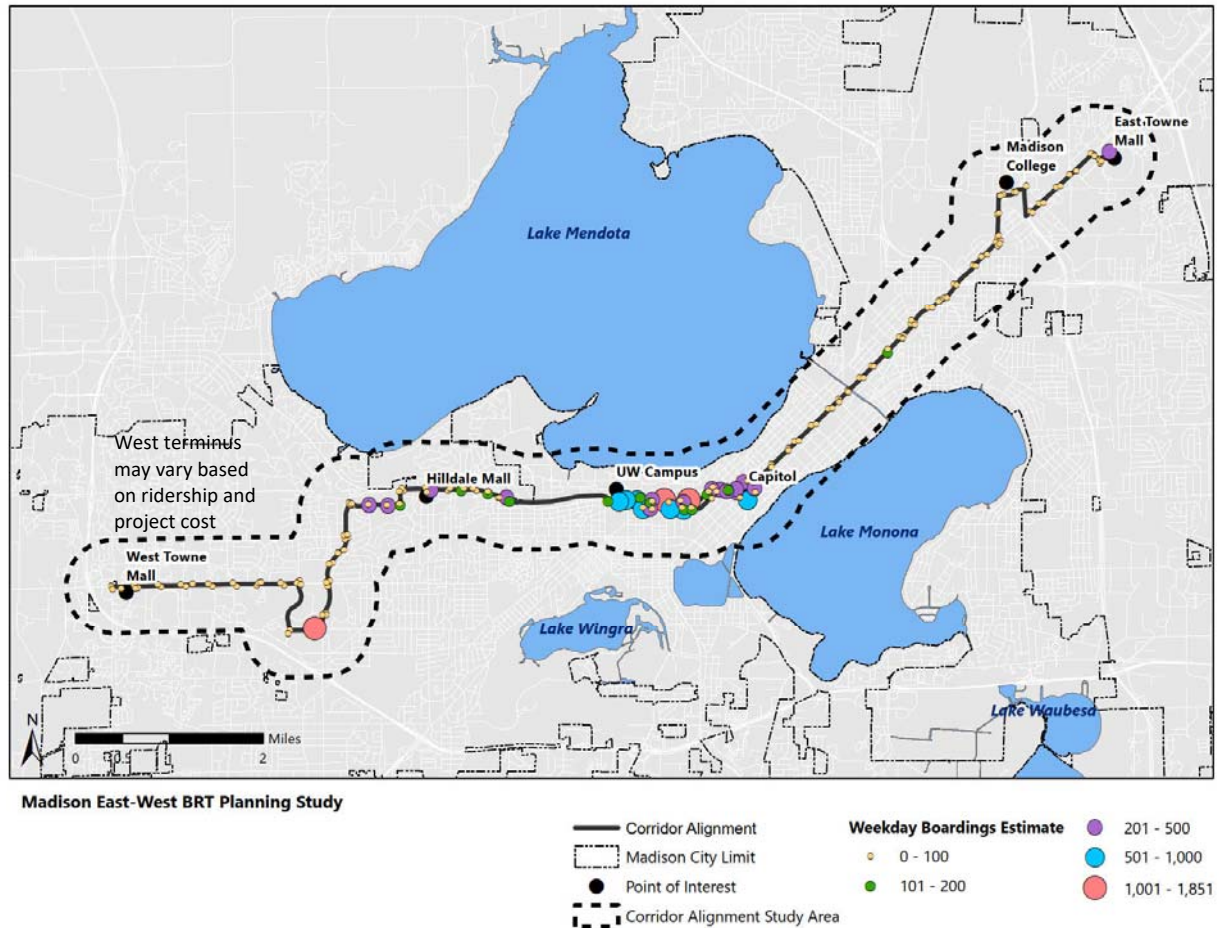 East Towne
Mall
Madison
College
Lake Mendota
West terminus
may vary based
on ridership and
project cost
Hilldale Mall
UW Campus
Capitol
Lake Monona
West Towne
Mall
Lake Wingra
Lake Waubesa
N
Miles
0 0.5 1 2
Madison East-West BRT Planning Study
Corridor Alignment
Madison City Limit
Point of Interest
Corridor Alignment Study Area
Weekday Boardings Estimate
0 - 100
101 - 200
201 - 500
501 - 1,000
1,001 - 1,851